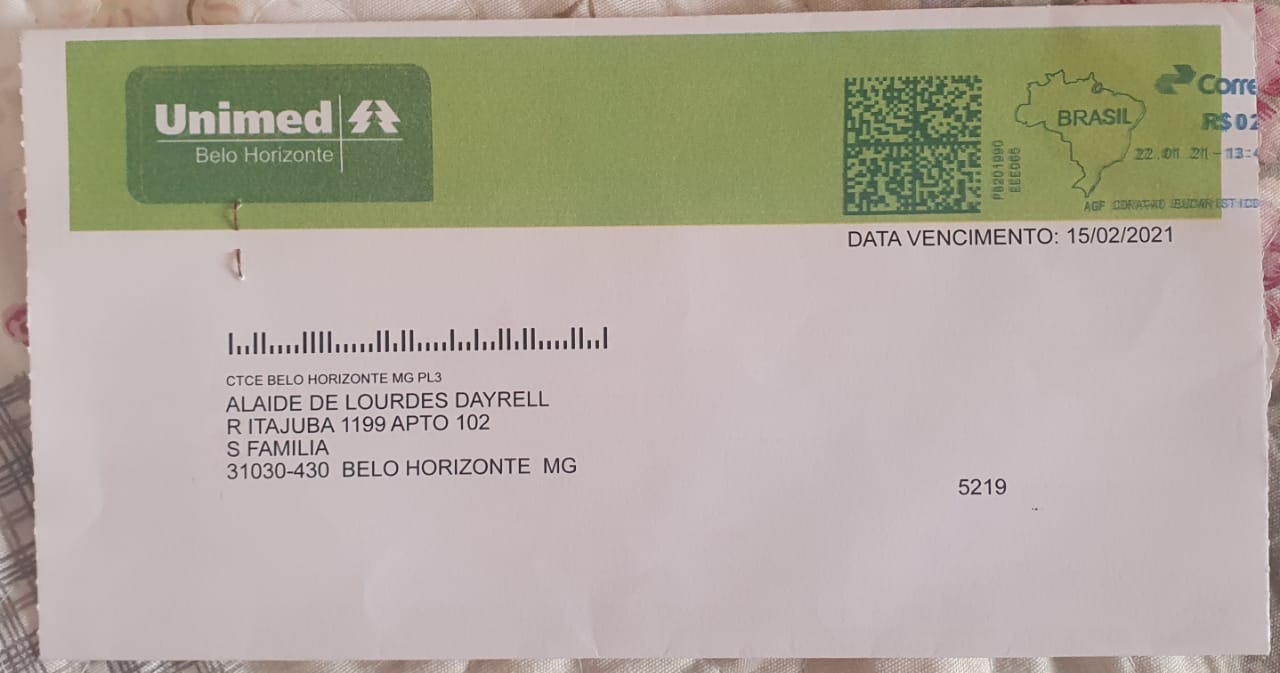 Unimed
Belo Horizonte
BRASIL
Corre
R$ 02
22.01 21 - 13:4
PB201990
EEE065
AGF
DATA VENCIMENTO: 15/02/2021
CTCE BELO HORIZONTE MG PL3
ALAIDE DE LOURDES DAYRELL
R ITAJUBA 1199 APTO 102
S FAMILIA
31030-430 BELO HORIZONTE MG
5219